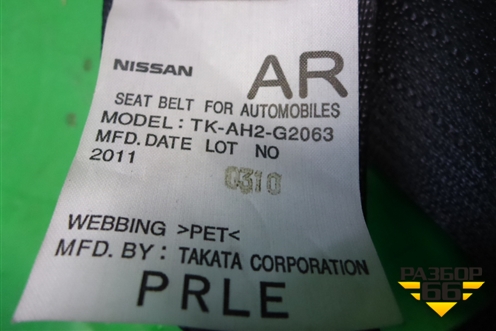 NISSAN AR
SEAT BELT FOR AUTOMOBILES
MODEL: TK-AH2-G2063
MFD. DATE LOT NO
2011 0310
WEBBING >PET<
MFD. BY: TAKATA CORPORATION
PRLE
РАЗБОР
66